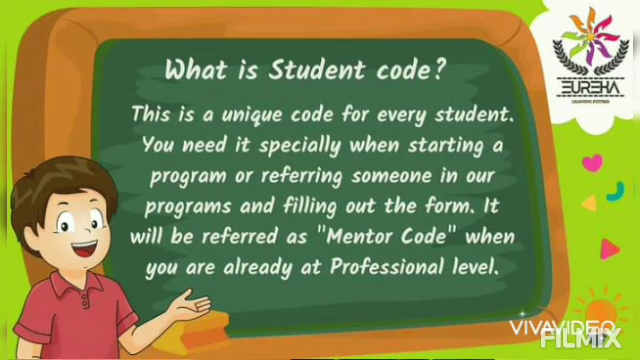 What is Student code?
This is a unique code for every student.
You need it specially when starting a
program or referring someone in our
programs and filling out the form. It
will be referred as "Mentor Code" when
you are already at Professional level.
EUREKA
LEARNING SYSTEMS
VIVAVIDEO
FILMIX